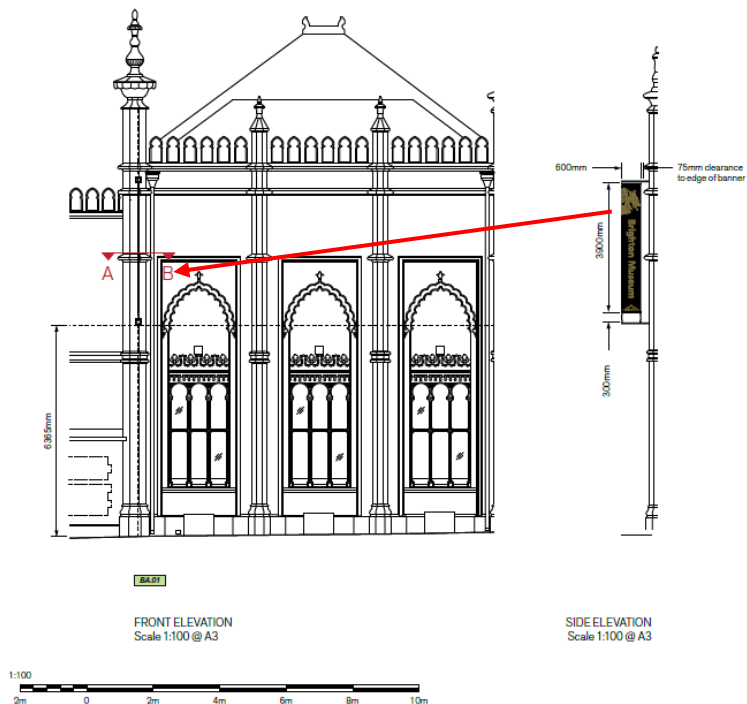 600mm
75mm clearance
to edge of banner
Brighton Museum
3900mm
300mm
A
B
6365mm
BA.01
FRONT ELEVATION
Scale 1:100 @ A3
SIDE ELEVATION
Scale 1:100 @ A3
1:100
2m 0 2m 4m 6m 8m 10m